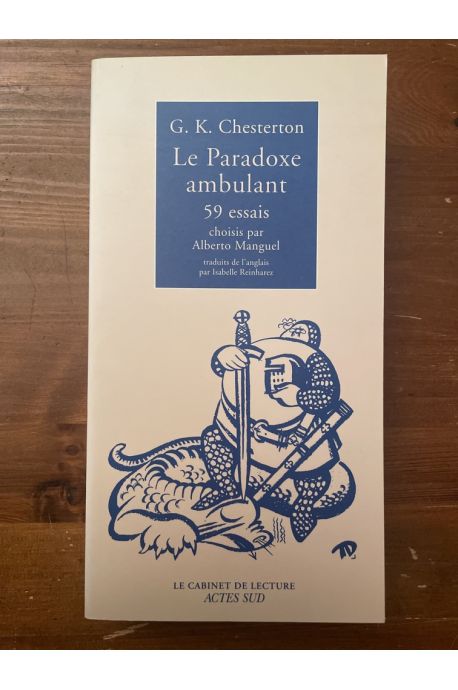 G. K. Chesterton
Le Paradoxe
ambulant
59 essais
choisis par
Alberto Manguel
traduits de l'anglais
par Isabelle Reinharez
LE CABINET DE LECTURE
ACTES SUD